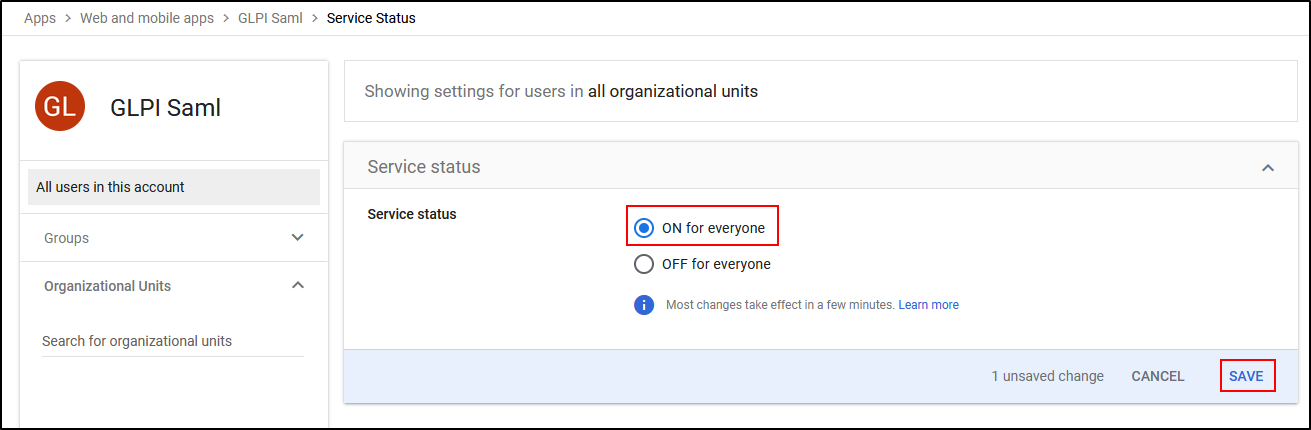 Apps > Web and mobile apps > GLPI Saml > Service Status
GL
GLPI Saml
All users in this account
Groups
Organizational Units
Search for organizational units
Showing settings for users in all organizational units
Service status
Service status
ON for everyone
OFF for everyone
i
Most changes take effect in a few minutes. Learn more
1 unsaved change CANCEL SAVE